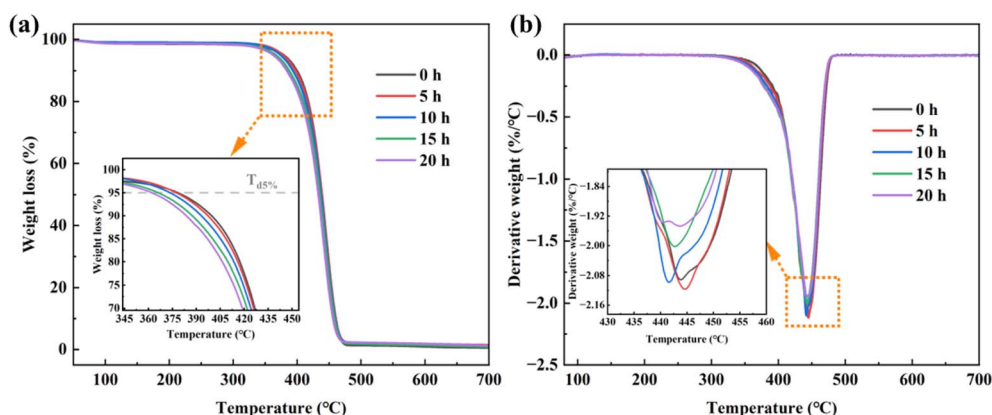 (a)
100
80
60
40
20
0
Weight loss (%)
0 h
5 h
10 h
15 h
20 h
100
95
90
85
80
75
70
Weight loss (%)
Td5%
345 360 375 390 405 420 435 450
Temperature (℃)
100 200 300 400 500 600 700
Temperature (℃)
(b)
0.0
−0.5
−1.0
−1.5
−2.0
−2.5
Derivative weight (%/℃)
0 h
5 h
10 h
15 h
20 h
−1.84
−1.92
−2.00
−2.08
−2.16
Derivative weight (%/℃)
430 435 440 445 450 455 460
Temperature (℃)
100 200 300 400 500 600 700
Temperature (℃)